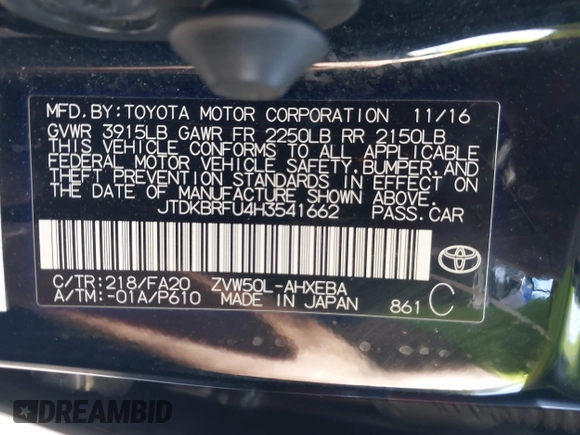 MFD.BY:TOYOTA MOTOR CORPORATION 11/16
GVWR 3915LB GAWR FR 2250LB RR 2150LB
THIS VEHICLE CONFORMS TO ALL APPLICABLE
FEDERAL MOTOR VEHICLE SAFETY,BUMPER,AND
THEFT PREVENTION STANDARDS IN EFFECT ON
THE DATE OF MANUFACTURE SHOWN ABOVE.
JTDKBRFU4H3541662 PASS.CAR
C/TR:218/FA20 ZVW50L-AHXEBA
A/TM:-01A/P610 MADE IN JAPAN 861 C
DREAMBID